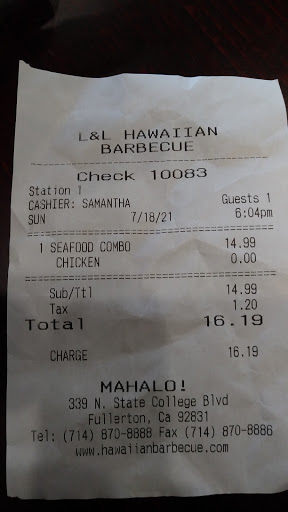 L&L HAWAIIAN
BARBECUE
Check 10083
Station 1
CASHIER: SAMANTHA Guests 1
SUN 7/18/21 6:04pm
1 SEAFOOD COMBO 14.99
CHICKEN 0.00
Sub/Ttl 14.99
Tax 1.20
Total 16.19
CHARGE 16.19
MAHALO!
339 N. State College Blvd
Fullerton, Ca 92831
Tel: (714) 870-8888 Fax (714) 870-8886
www.hawaiianbarbecue.com